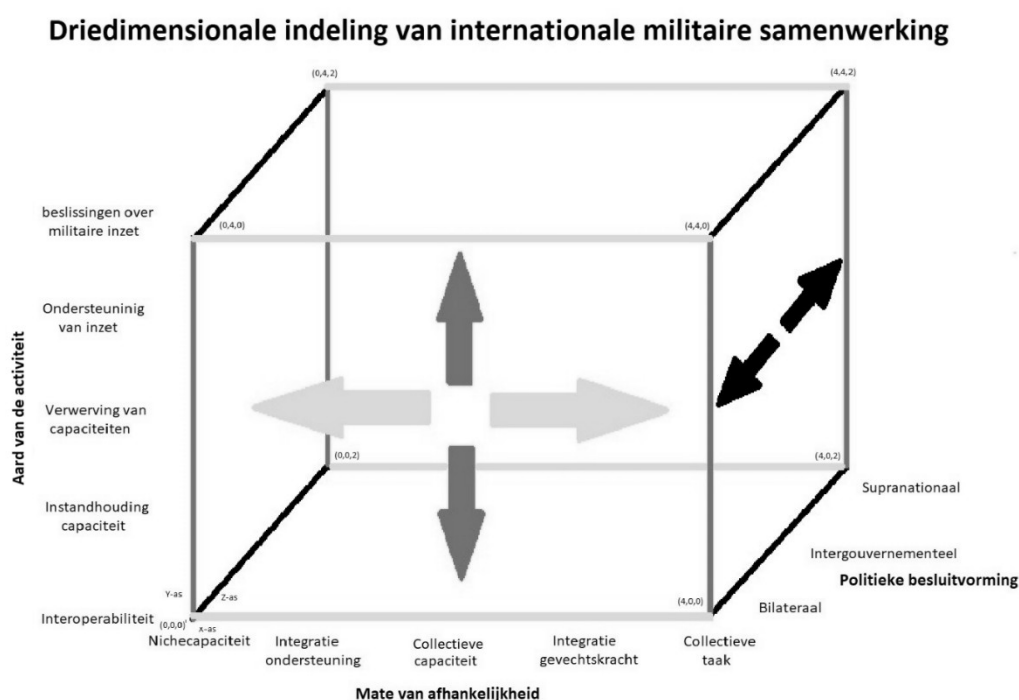 Driedimensionale indeling van internationale militaire samenwerking
(0,4,2)
(4,4,2)
beslissingen over
militaire inzet
(0,4,0)
(4,4,0)
Ondersteuninig
van inzet
Aard van de activiteit
Verwerving van
capaciteiten
(0,0,2)
(4,0,2)
Supranationaal
Instandhouding
capaciteit
Intergouvernementeel
Politieke besluitvorming
Y-as
Z-as
(4,0,0)
Bilateraal
Interoperabiliteit
(0,0,0)
x-as
Nichecapaciteit
Integratie
ondersteuning
Collectieve
capaciteit
Integratie
gevechtskracht
Collectieve
taak
Mate van afhankelijkheid